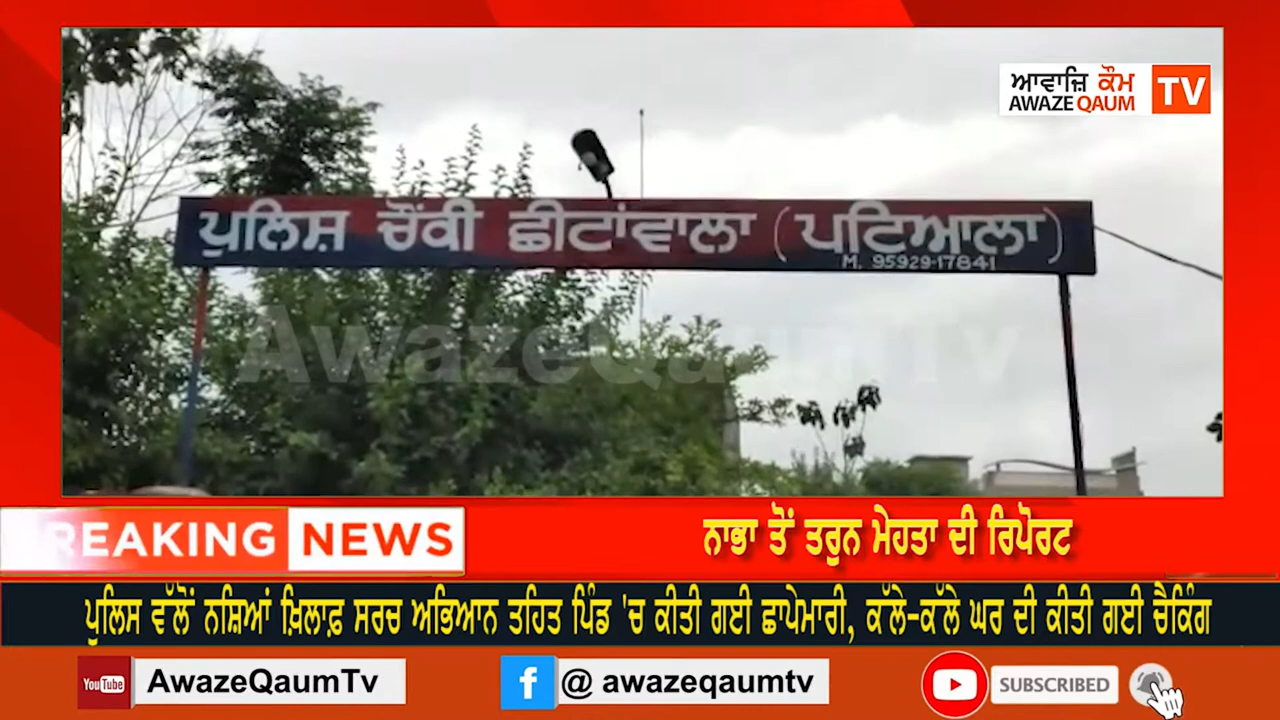 ਆਵਾਜ਼ਿ ਕੌਮ
AWAZE QAUM
TV
ਪੁਲਿਸ਼ ਚੌਂਕੀ ਛੀਟਾਂਵਾਲਾ (ਪਟਿਆਲਾ)
M. 95929-17841
AwazeQaumTv
BREAKING NEWS
ਨਾਭਾ ਤੋਂ ਤਰੂਨ ਮੇਹਤਾ ਦੀ ਰਿਪੋਰਟ
ਪੁਲਿਸ ਵੱਲੋਂ ਨਸ਼ਿਆਂ ਖ਼ਿਲਾਫ਼ ਸਰਚ ਅਭਿਆਨ ਤਹਿਤ ਪਿੰਡ 'ਚ ਕੀਤੀ ਗਈ ਛਾਪੇਮਾਰੀ, ਕੱਲੇ-ਕੱਲੇ ਘਰ ਦੀ ਕੀਤੀ ਗਈ ਚੈਕਿੰਗ
YouTube AwazeQaumTv
f @ awazeqaumtv
SUBSCRIBED